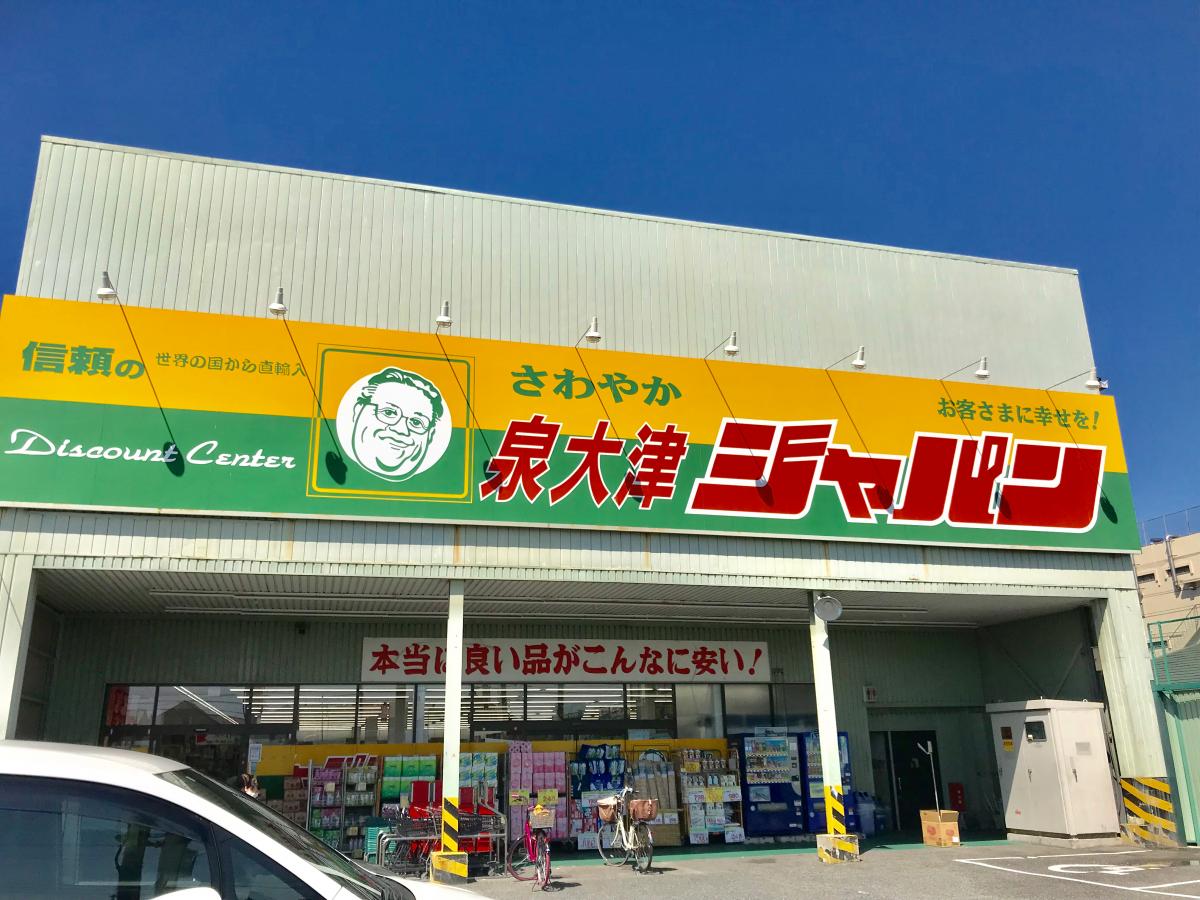 信頼の
世界の国から直輸入
Discount Center
さわやか
泉大津 ジャパン
お客さまに幸せを!
本当に良い品がこんなに安い!